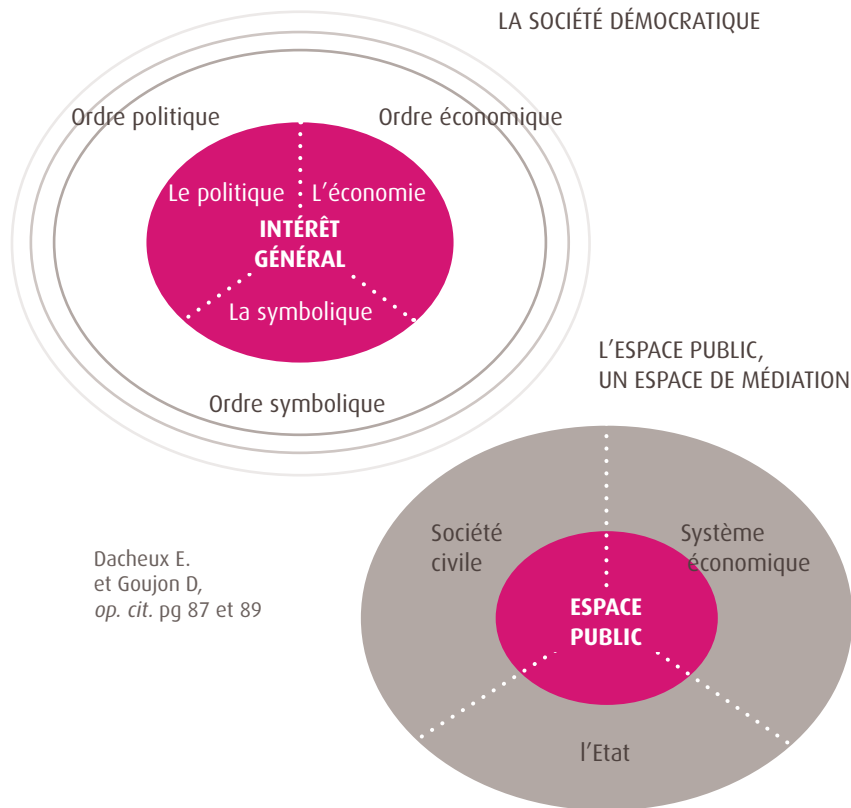 LA SOCIÉTÉ DÉMOCRATIQUE
Ordre politique
Ordre économique
Le politique
L'économie
INTÉRÊT
GÉNÉRAL
La symbolique
Ordre symbolique
L'ESPACE PUBLIC,
UN ESPACE DE MÉDIATION
Société
civile
Système
économique
ESPACE
PUBLIC
l'Etat
Dacheux E.
et Goujon D,
op. cit. pg 87 et 89